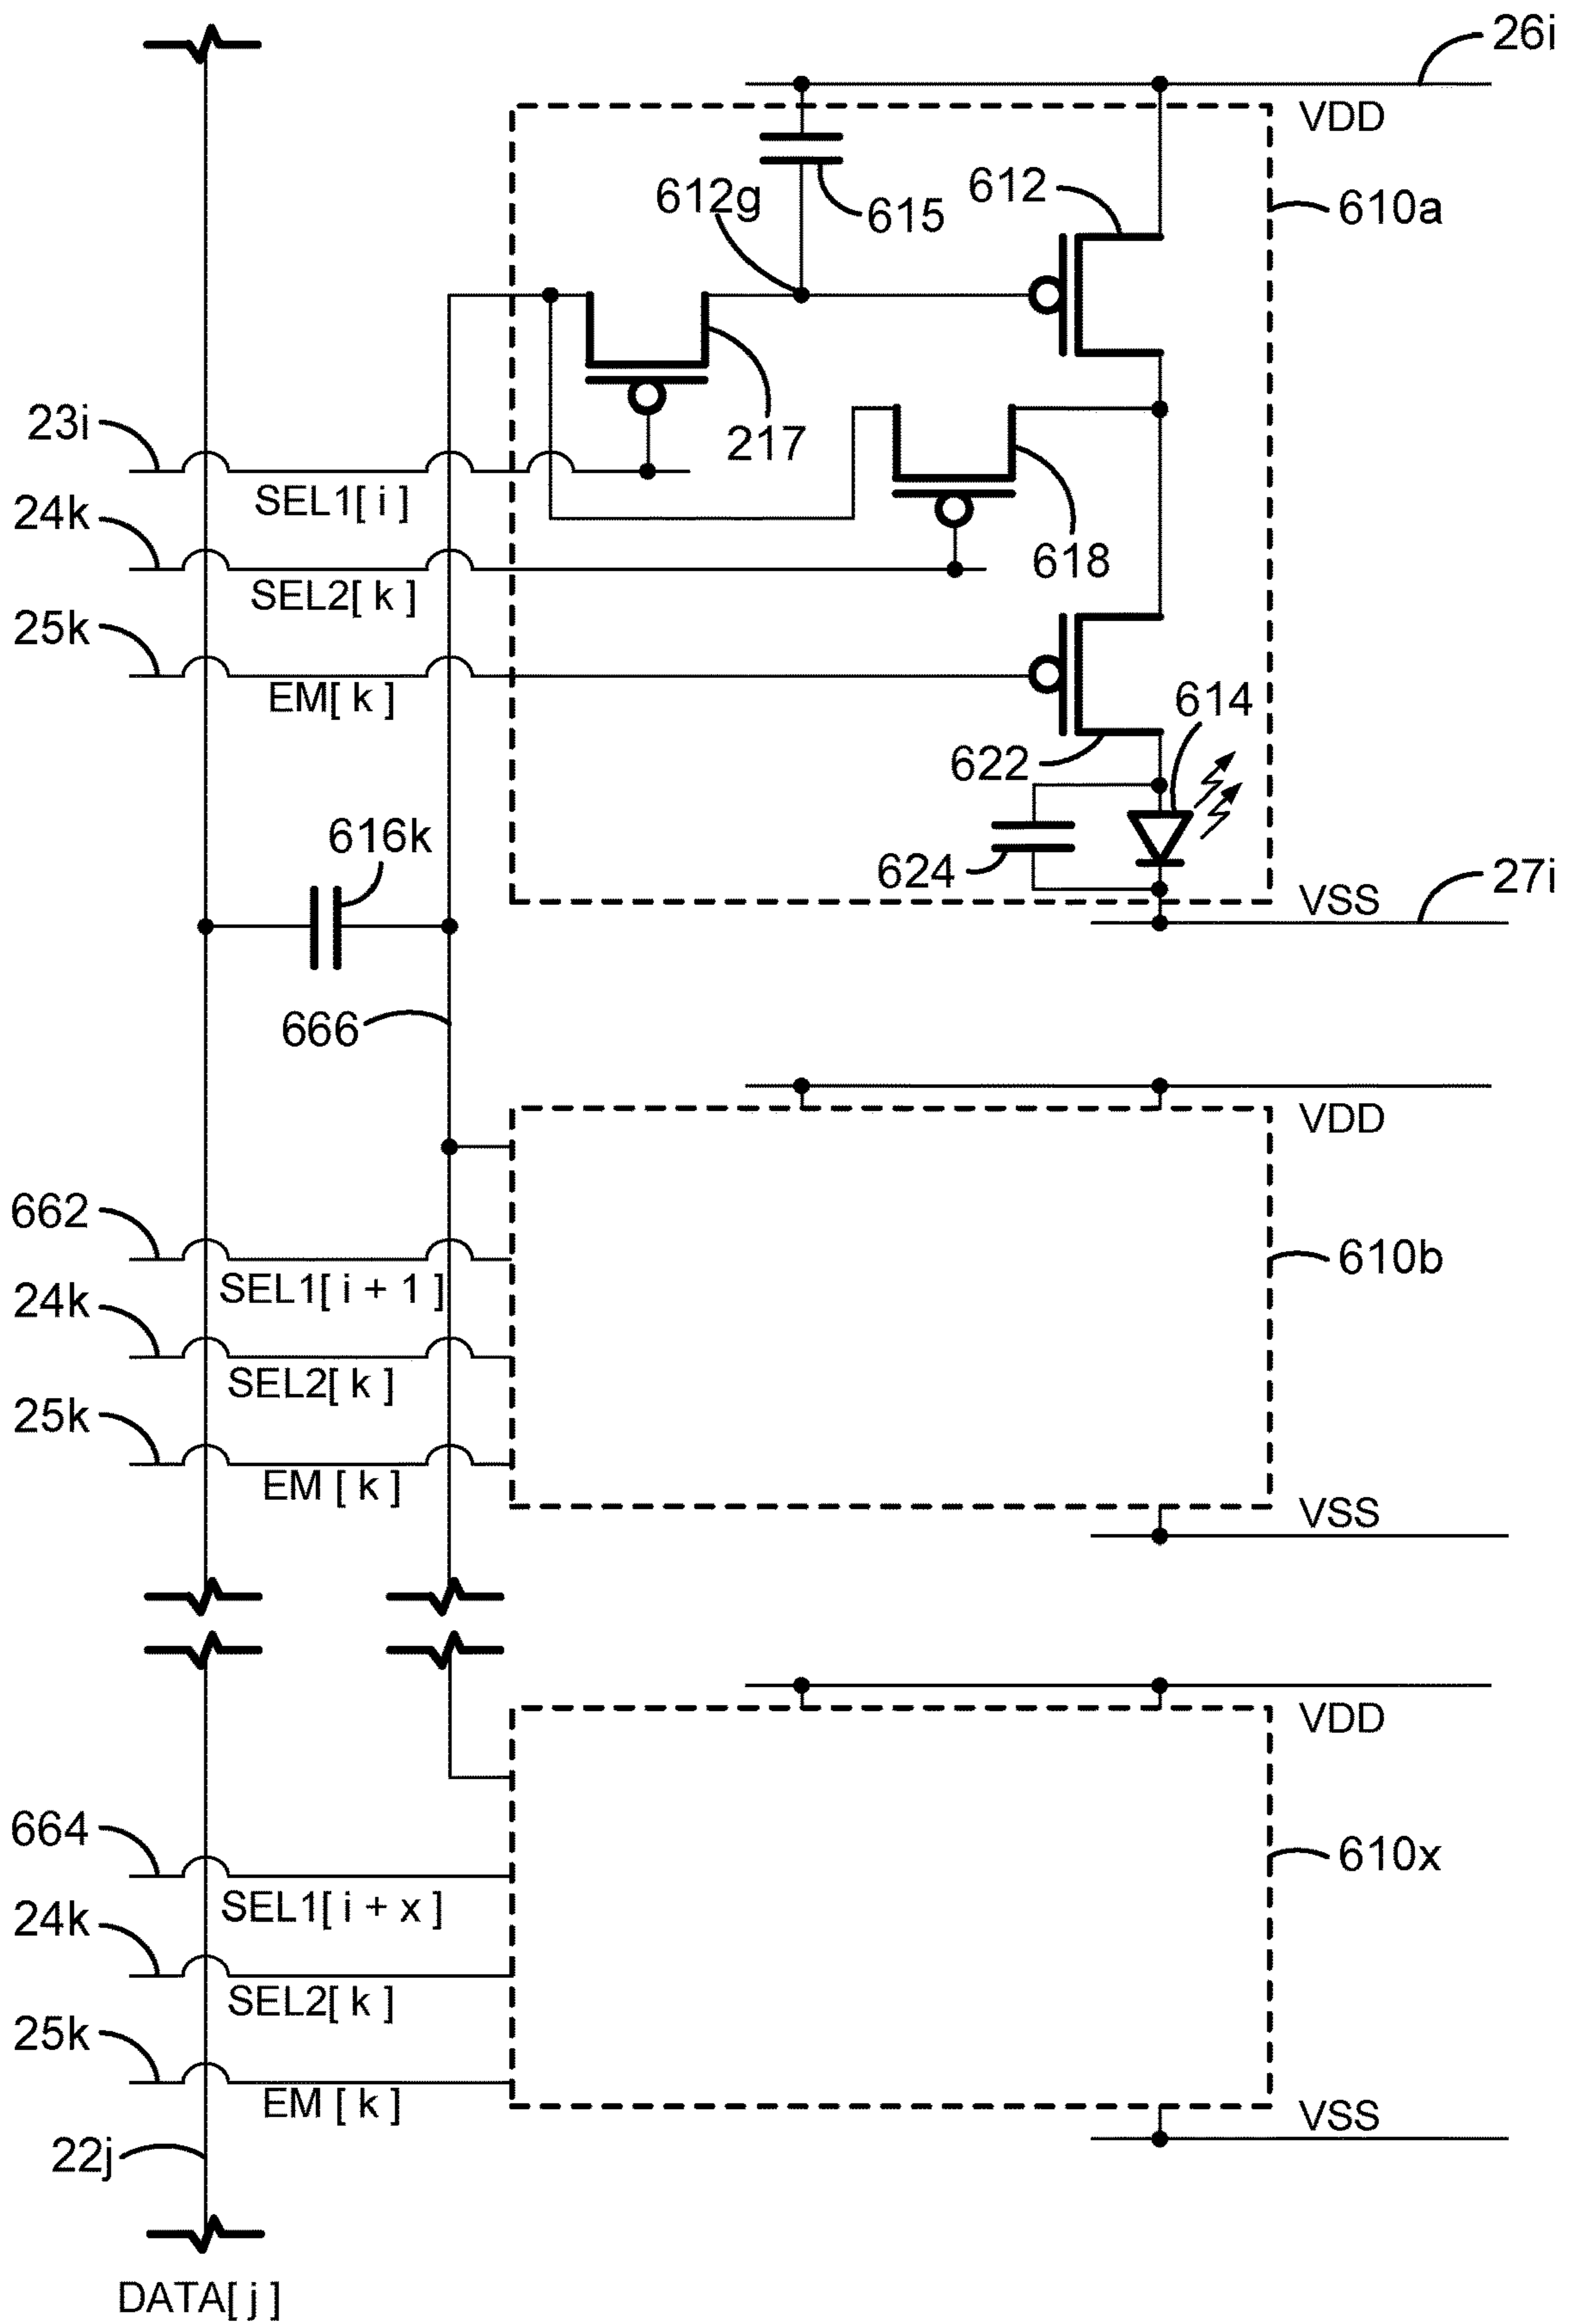 26i
VDD
612
612g
615
610a
23i
217
SEL1[ i ]
24k
618
SEL2[ k ]
25k
EM[ k ]
614
622
616k
624
VSS
27i
666
VDD
662
610b
SEL1[ i + 1 ]
24k
SEL2[ k ]
25k
EM [ k ]
VSS
VDD
664
610x
SEL1[ i + x ]
24k
SEL2[ k ]
25k
EM [ k ]
VSS
22j
DATA[ j ]